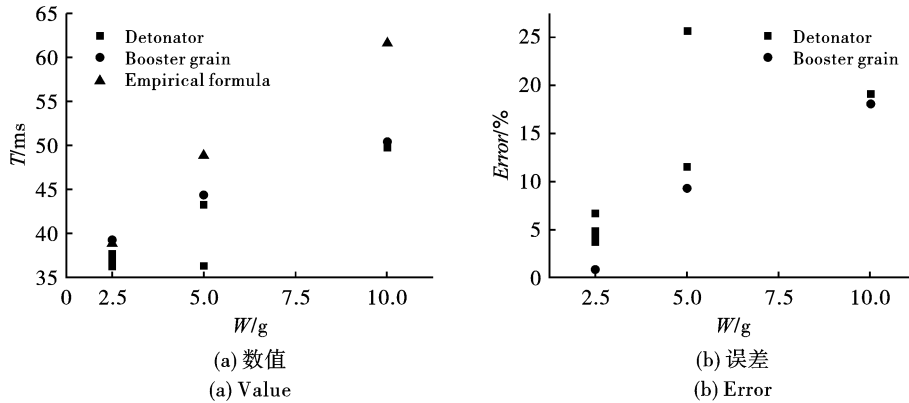 65
60
55
50
45
40
35
T/ms
Detonator
Booster grain
Empirical formula
0 2.5 5.0 7.5 10.0
W/g
(a) 数值
(a) Value
25
20
15
10
5
0
Error/%
Detonator
Booster grain
2.5 5.0 7.5 10.0
W/g
(b) 误差
(b) Error